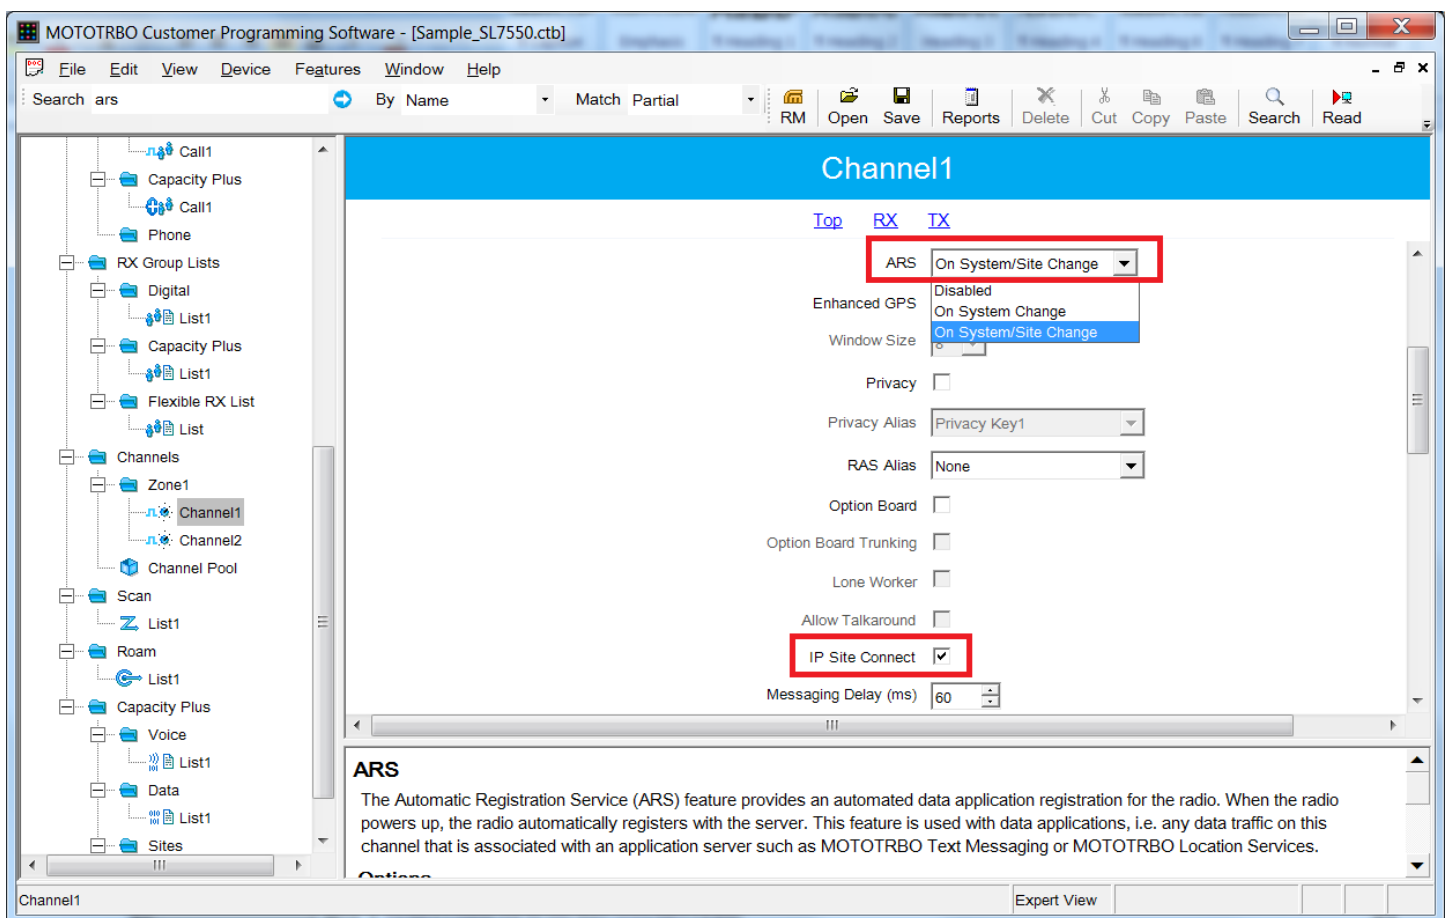 MOTOTRBO Customer Programming Software - [Sample_SL7550.ctb]
File Edit View Device Features Window Help
Search ars By Name Match Partial RM Open Save Reports Delete Cut Copy Paste Search Read
Call1
Capacity Plus
Call1
Phone
RX Group Lists
Digital
List1
Capacity Plus
List1
Flexible RX List
List
Channels
Zone1
Channel1
Channel2
Channel Pool
Scan
List1
Roam
List1
Capacity Plus
Voice
List1
Data
List1
Sites
Channel1
Top RX TX
ARS On System/Site Change
Disabled
On System Change
On System/Site Change
Enhanced GPS
Window Size 8
Privacy
Privacy Alias Privacy Key1
RAS Alias None
Option Board
Option Board Trunking
Lone Worker
Allow Talkaround
IP Site Connect
Messaging Delay (ms) 60
ARS
The Automatic Registration Service (ARS) feature provides an automated data application registration for the radio. When the radio
powers up, the radio automatically registers with the server. This feature is used with data applications, i.e. any data traffic on this
channel that is associated with an application server such as MOTOTRBO Text Messaging or MOTOTRBO Location Services.
Options
Channel1 Expert View